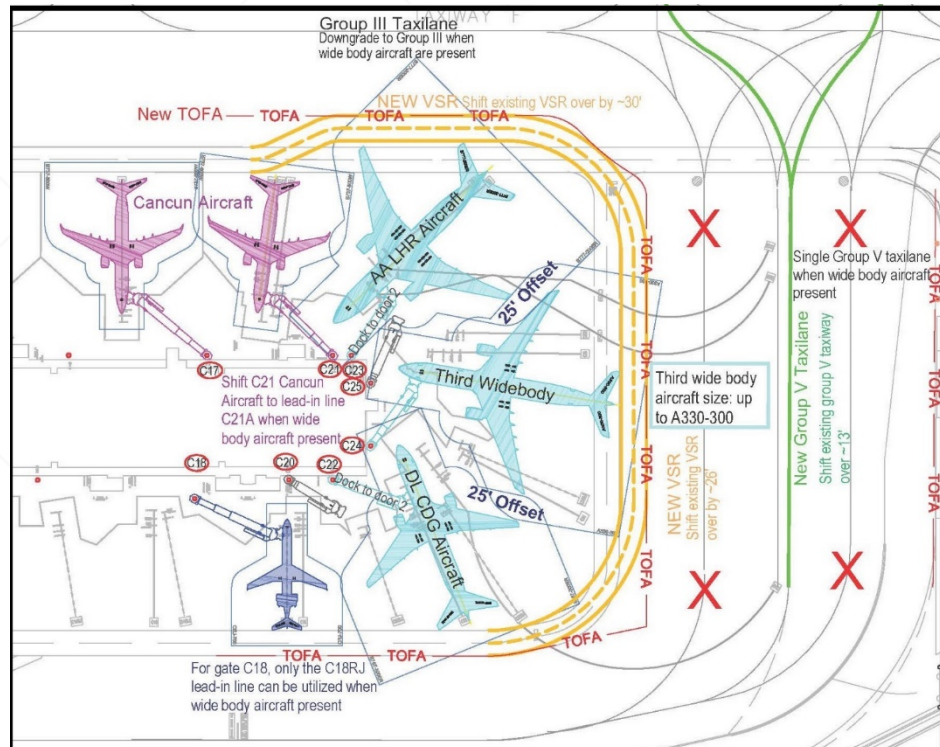 TAXIWAY F
Group III Taxilane
Downgrade to Group III when
wide body aircraft are present
NEW VSR Shift existing VSR over by ~30'
New TOFA
TOFA
TOFA
TOFA
TOFA
Cancun Aircraft
AA LHR Aircraft
TOFA
Single Group V taxilane
when wide body aircraft
present
25' Offset
Dock to door 2
C17
C21
C23
C25
Shift C21 Cancun
Aircraft to lead-in line
C21A when wide
body aircraft present
Third Widebody
TOFA
Third wide body
aircraft size: up
to A330-300
New Group V Taxilane
Shift existing group V taxiway
over ~13'
TOFA
TOFA
C24
C18
C20
C22
Dock to door 2
DL CDG Aircraft
25' Offset
TOFA
NEW VSR
Shift existing VSR
over by ~26'
TOFA
TOFA
X
X
X
X
TOFA
TOFA
TOFA
For gate C18, only the C18RJ
lead-in line can be utilized when
wide body aircraft present